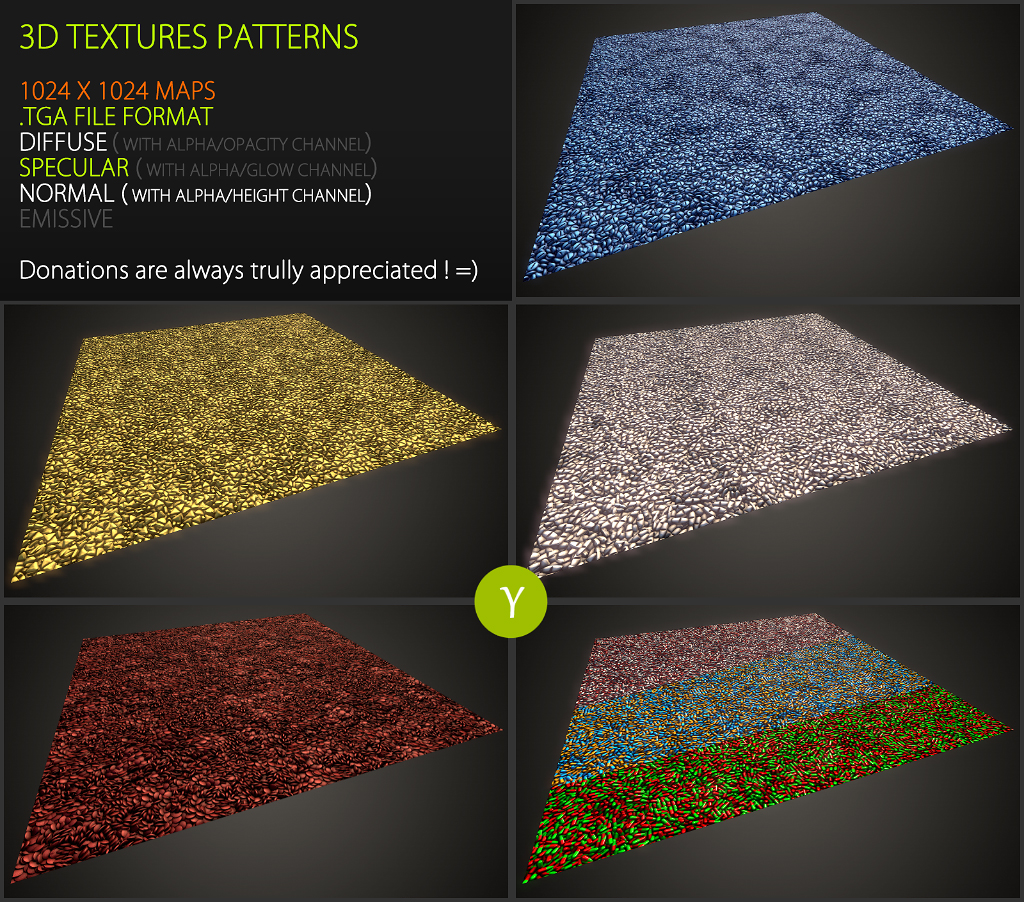 3D TEXTURES PATTERNS
1024 X 1024 MAPS
.TGA FILE FORMAT
DIFFUSE ( WITH ALPHA/OPACITY CHANNEL)
SPECULAR ( WITH ALPHA/GLOW CHANNEL)
NORMAL ( WITH ALPHA/HEIGHT CHANNEL)
EMISSIVE
Donations are always trully appreciated ! =)
Y